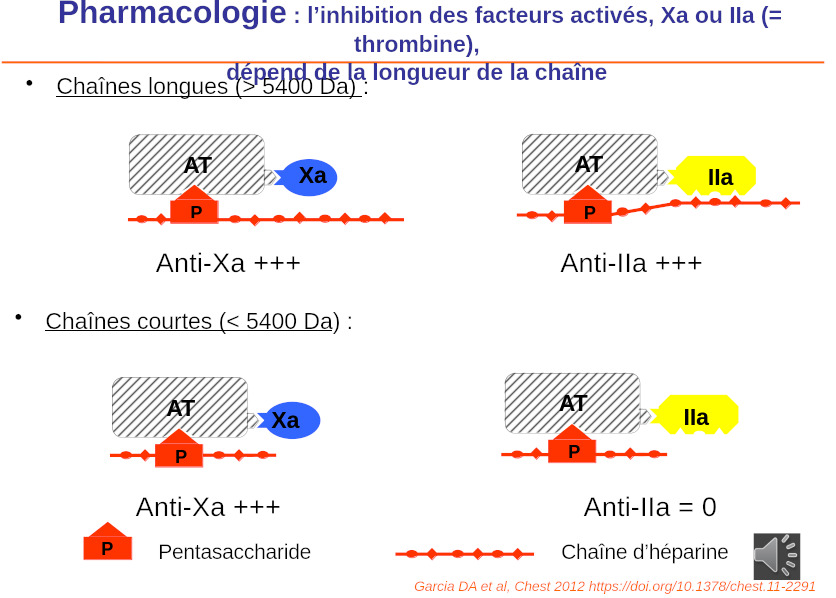 Pharmacologie : l’inhibition des facteurs activés, Xa ou IIa (=
thrombine),
dépend de la longueur de la chaîne
• Chaînes longues (> 5400 Da) :
AT
Xa
P
AT
IIa
P
Anti-Xa +++
Anti-IIa +++
• Chaînes courtes (< 5400 Da) :
AT
Xa
P
AT
IIa
P
Anti-Xa +++
Anti-IIa = 0
P
Pentasaccharide
Chaîne d’héparine
Garcia DA et al, Chest 2012 https://doi.org/10.1378/chest.11-2291